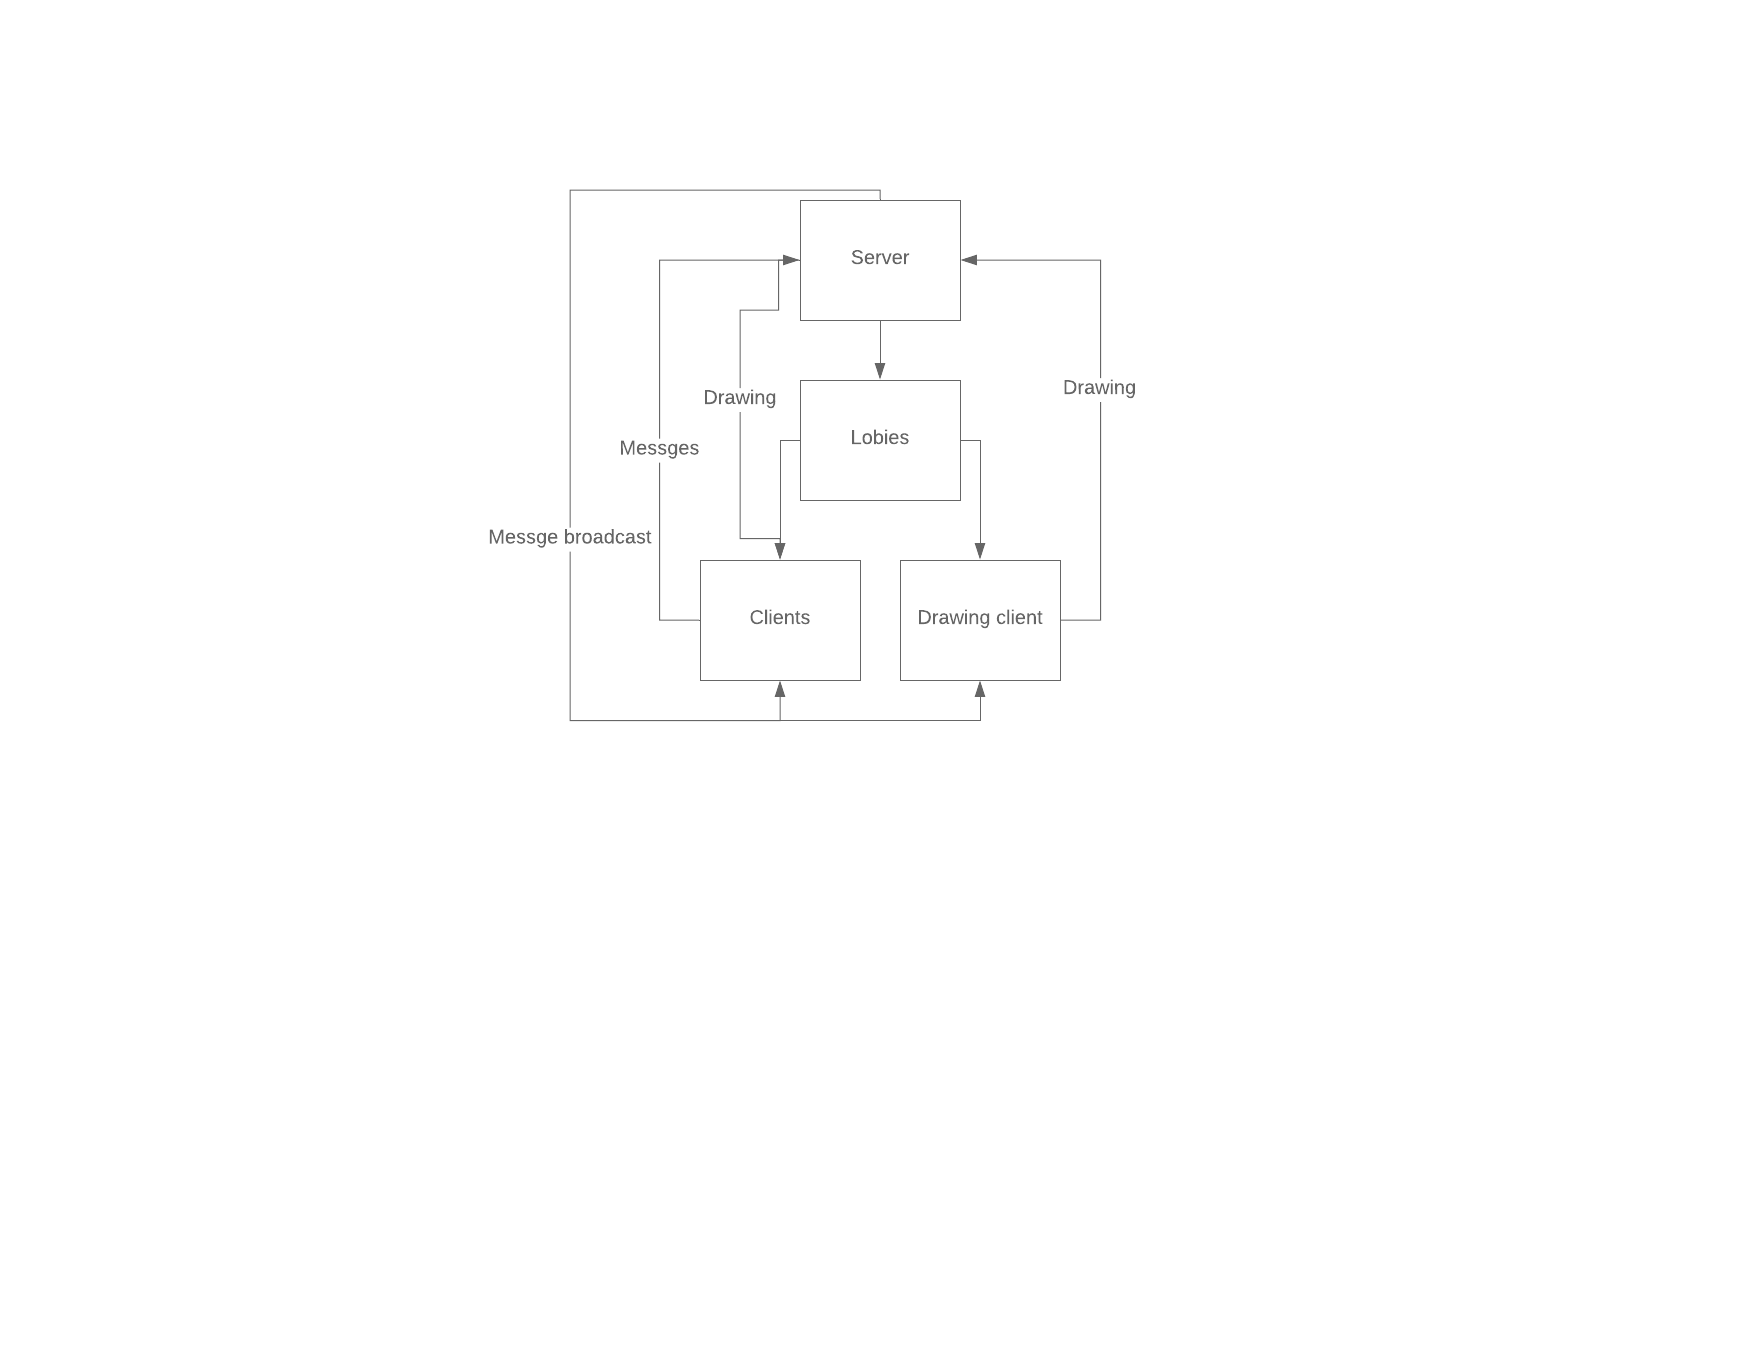 Server
Drawing
Drawing
Lobies
Messges
Messge broadcast
Clients
Drawing client